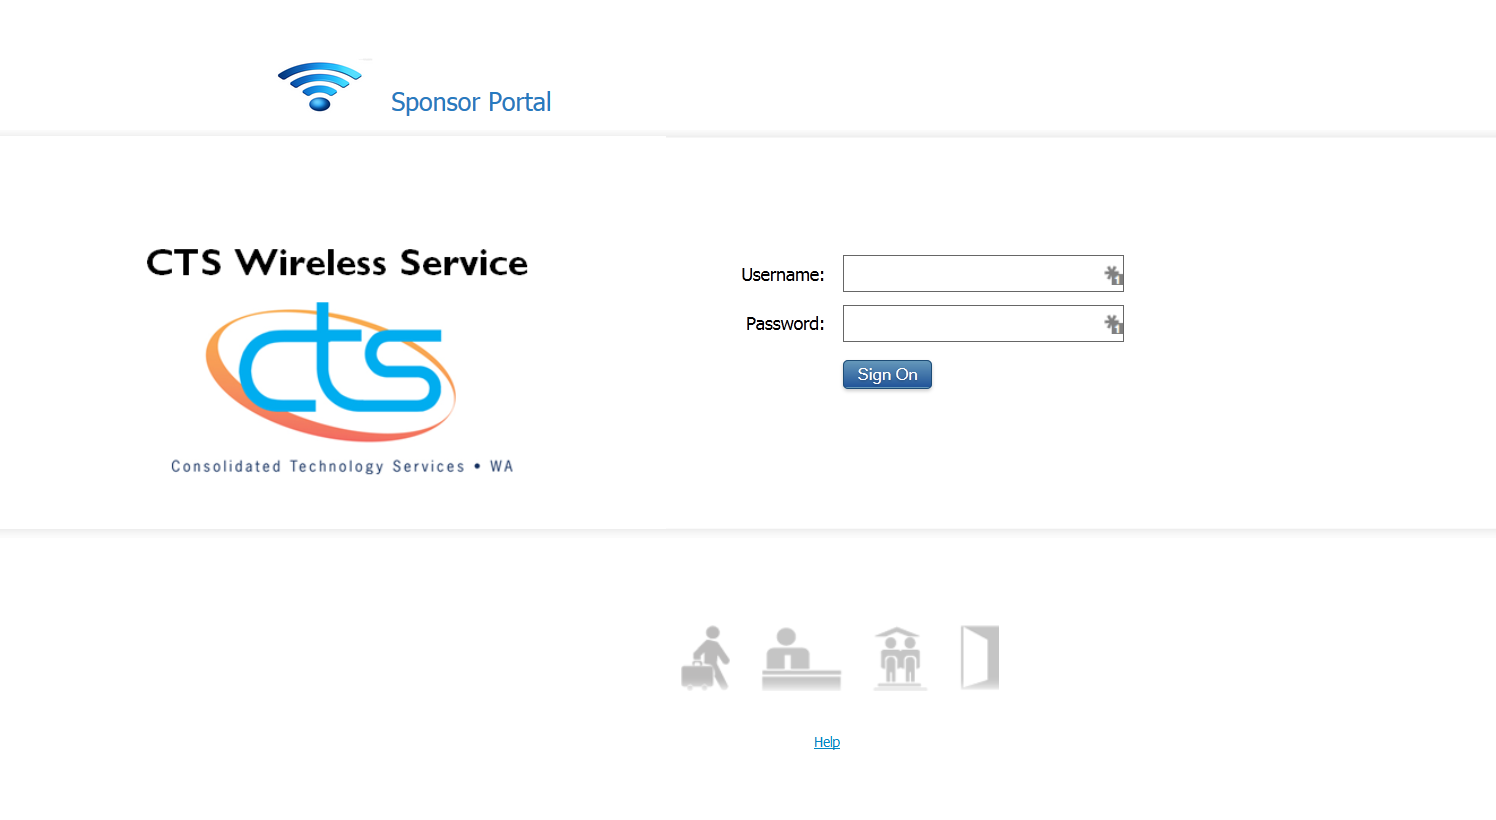 Sponsor Portal
CTS Wireless Service
cts
Consolidated Technology Services • WA
Username:
Password:
Sign On
Help